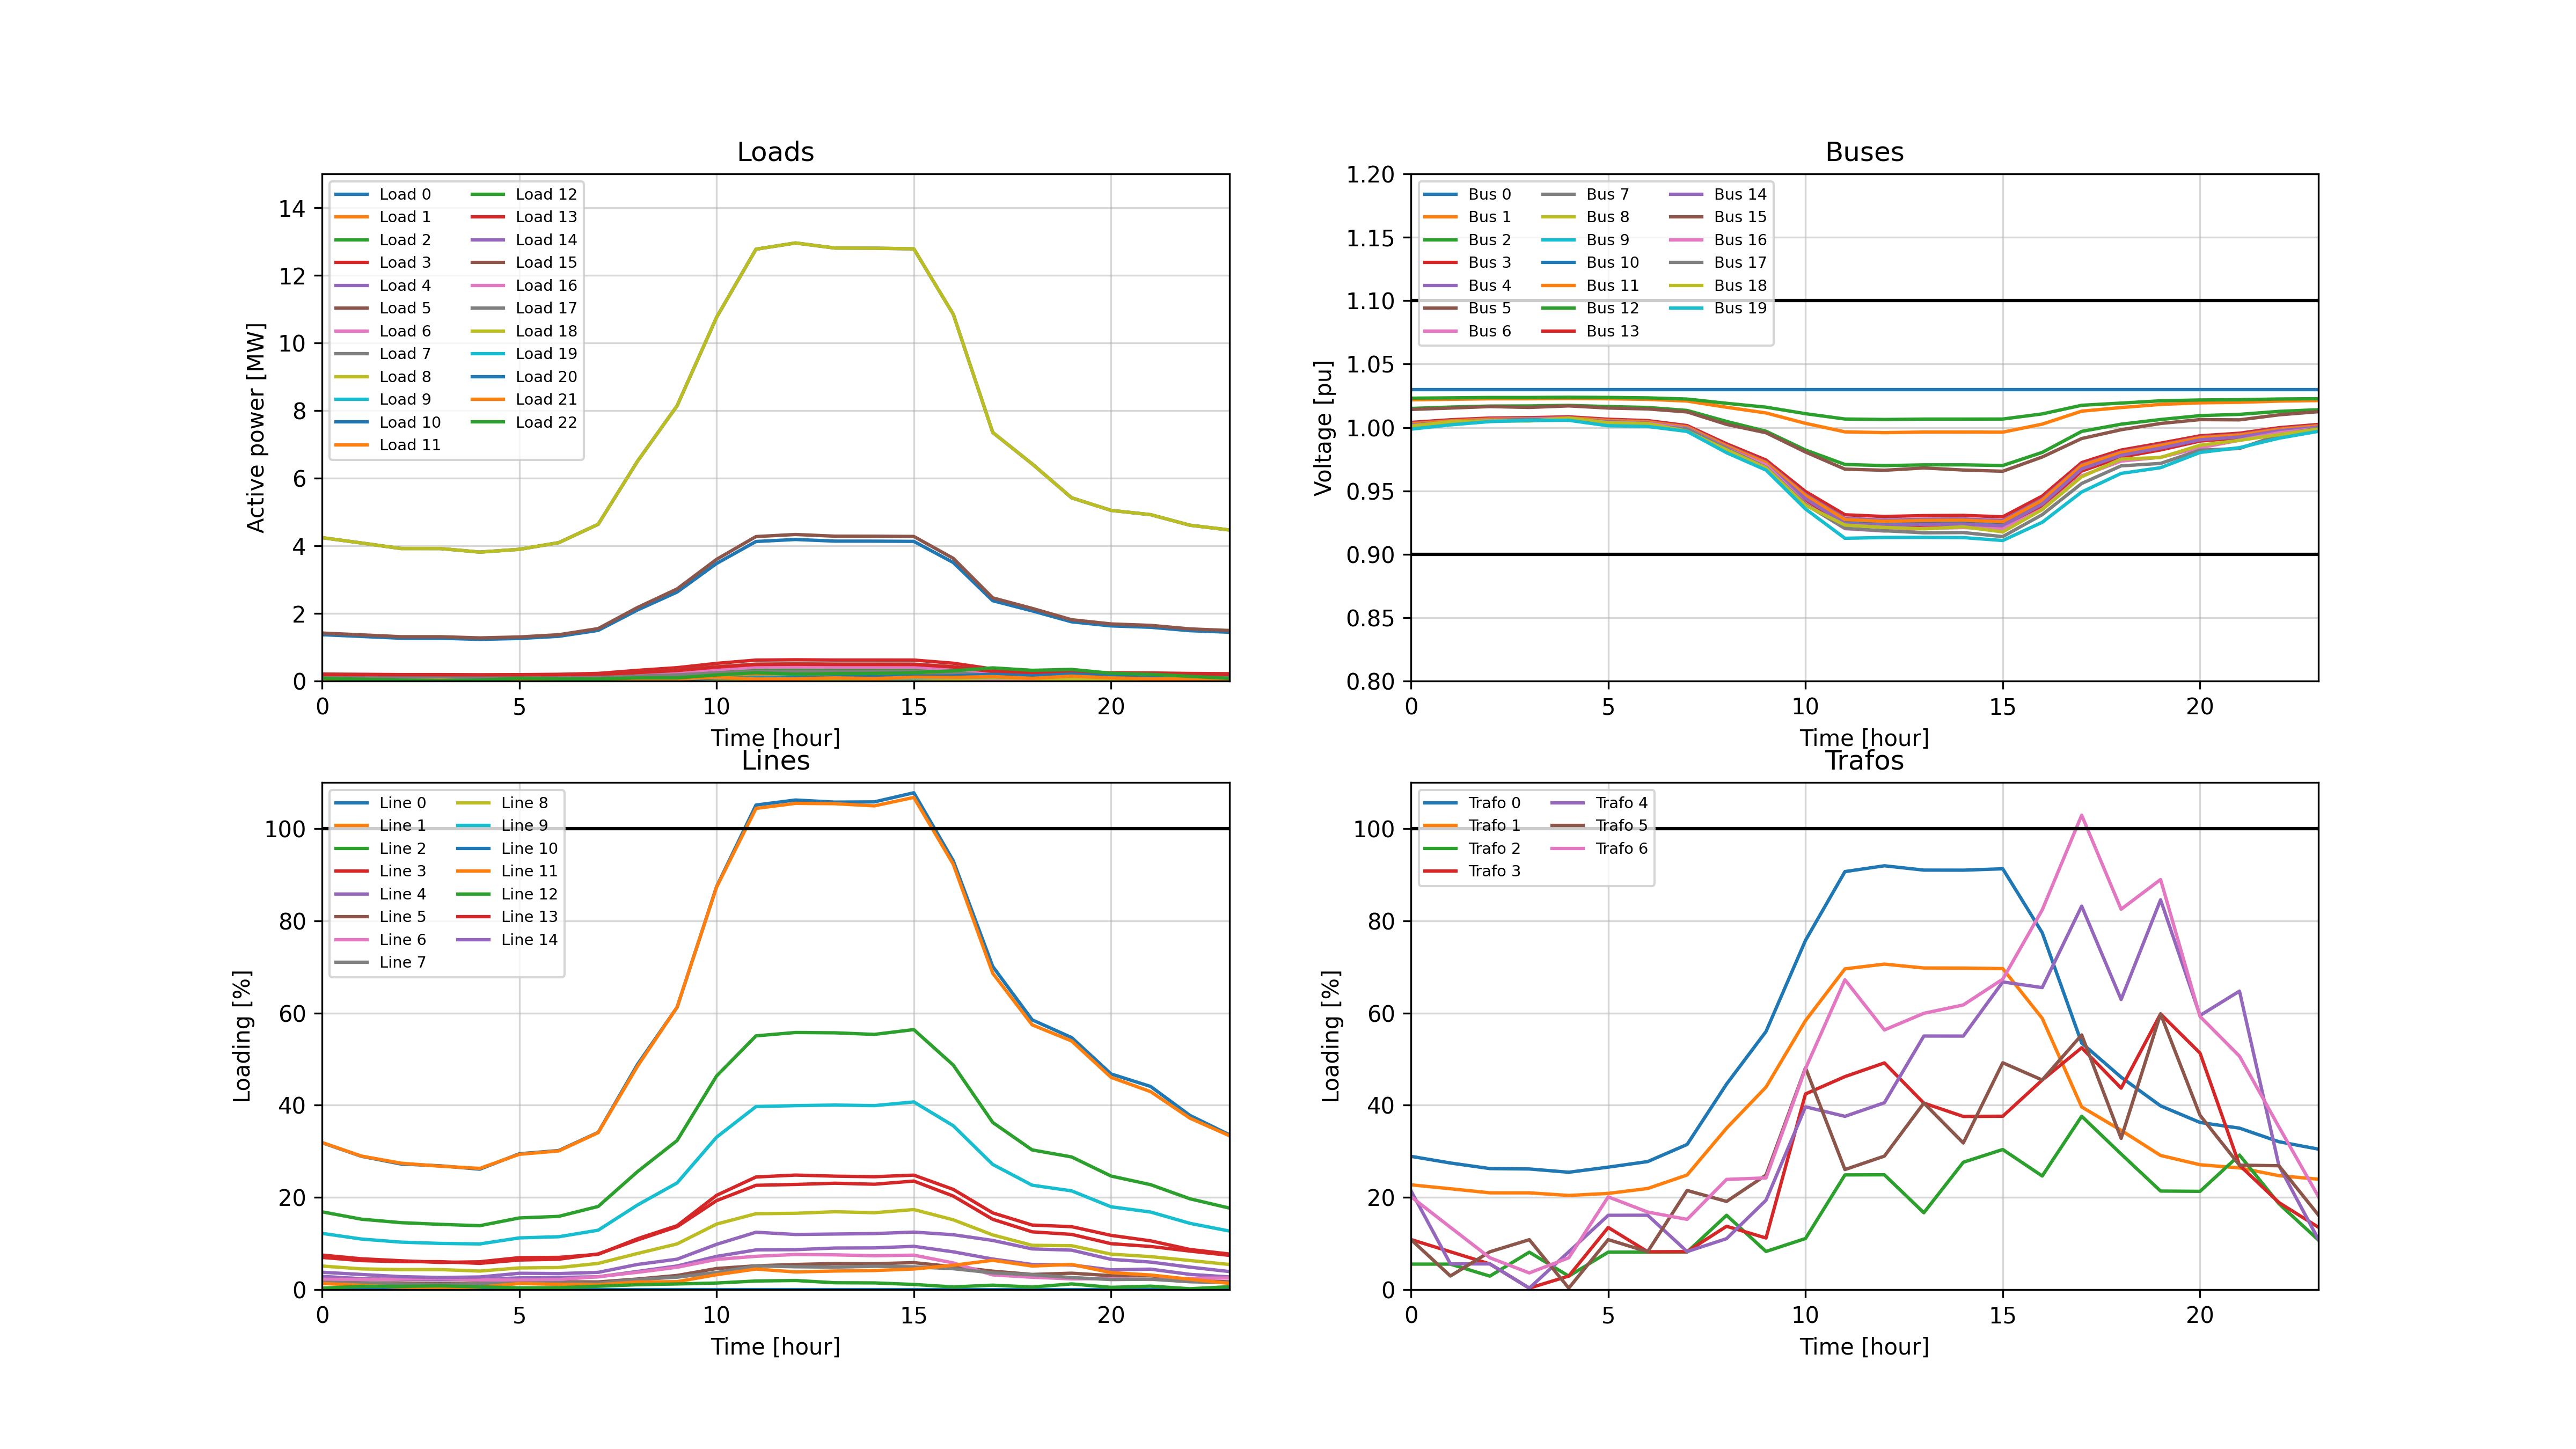 Loads
Active power [MW]
14
12
10
8
6
4
2
0
Load 0
Load 1
Load 2
Load 3
Load 4
Load 5
Load 6
Load 7
Load 8
Load 9
Load 10
Load 11
Load 12
Load 13
Load 14
Load 15
Load 16
Load 17
Load 18
Load 19
Load 20
Load 21
Load 22
0 5 10 15 20
Time [hour]
Buses
Voltage [pu]
1.20
1.15
1.10
1.05
1.00
0.95
0.90
0.85
0.80
Bus 0
Bus 1
Bus 2
Bus 3
Bus 4
Bus 5
Bus 6
Bus 7
Bus 8
Bus 9
Bus 10
Bus 11
Bus 12
Bus 13
Bus 14
Bus 15
Bus 16
Bus 17
Bus 18
Bus 19
0 5 10 15 20
Time [hour]
Lines
Loading [%]
100
80
60
40
20
0
Line 0
Line 1
Line 2
Line 3
Line 4
Line 5
Line 6
Line 7
Line 8
Line 9
Line 10
Line 11
Line 12
Line 13
Line 14
0 5 10 15 20
Time [hour]
Trafos
Loading [%]
100
80
60
40
20
0
Trafo 0
Trafo 1
Trafo 2
Trafo 3
Trafo 4
Trafo 5
Trafo 6
0 5 10 15 20
Time [hour]